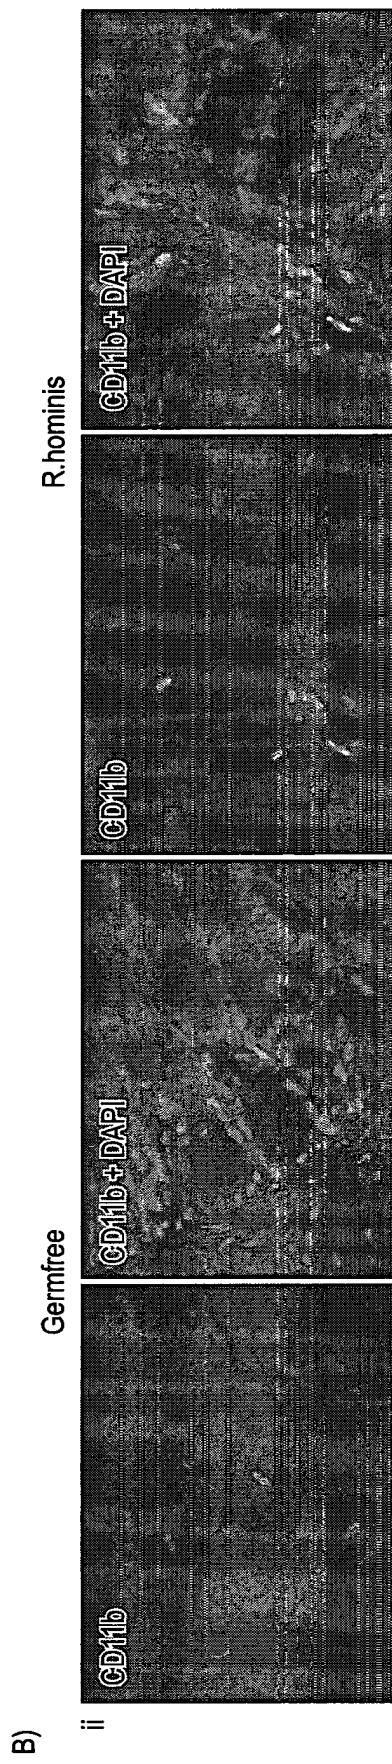 B)
Germfree
R.hominis
ii
CD11b
CD11b + DAPI
CD11b
CD11b + DAPI